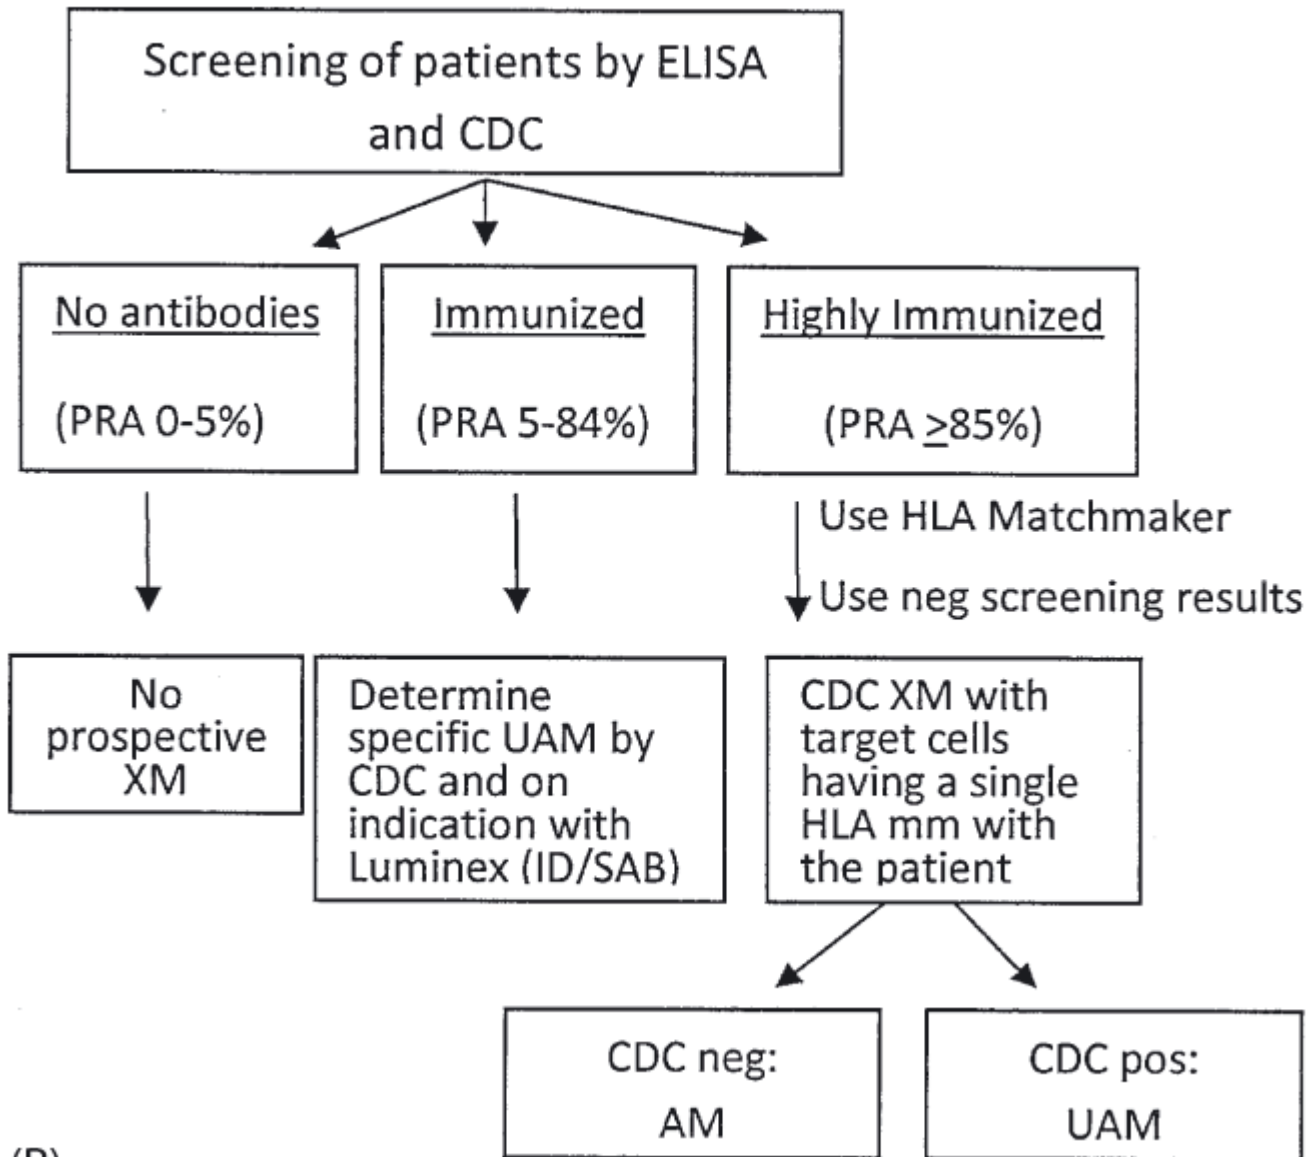 Screening of patients by ELISA
and CDC
No antibodies
(PRA 0-5%)
Immunized
(PRA 5-84%)
Highly Immunized
(PRA ≥85%)
Use HLA Matchmaker
Use neg screening results
No
prospective
XM
Determine
specific UAM by
CDC and on
indication with
Luminex (ID/SAB)
CDC XM with
target cells
having a single
HLA mm with
the patient
CDC neg:
AM
CDC pos:
UAM